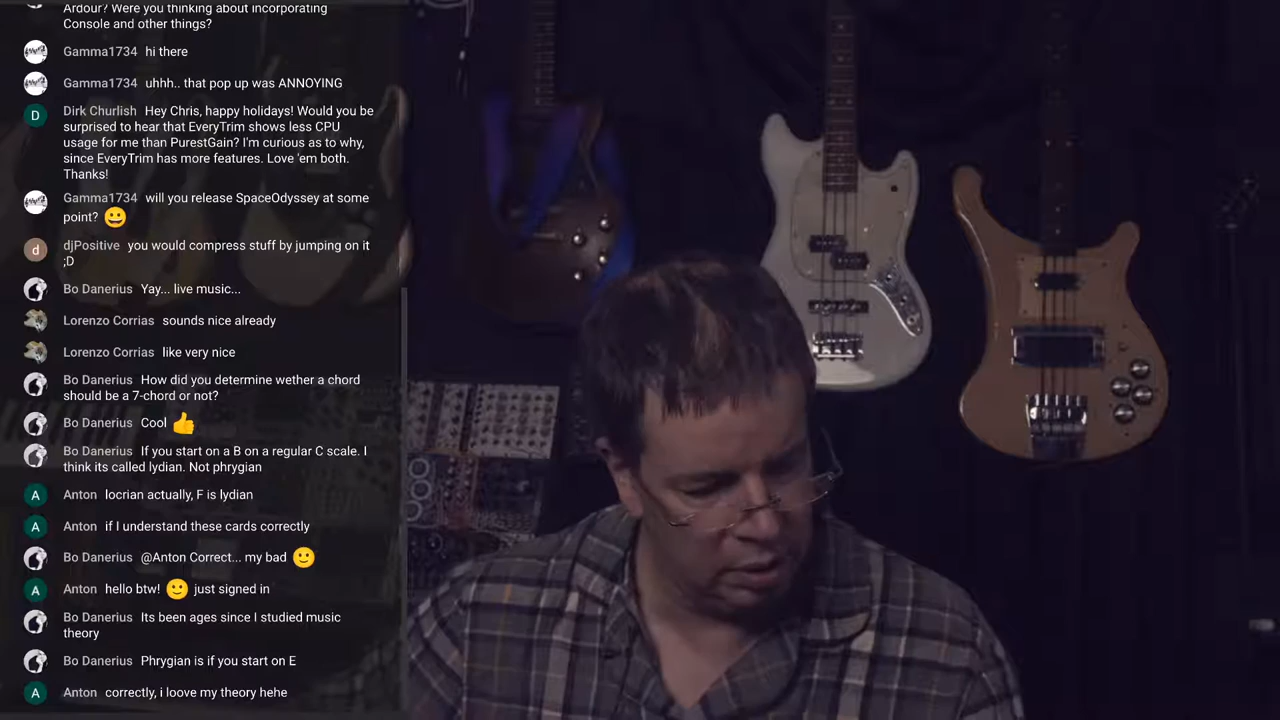 Ardour? Were you thinking about incorporating
Console and other things?
Gamma1734 hi there
Gamma1734 uhhh.. that pop up was ANNOYING
D Dirk Churlish Hey Chris, happy holidays! Would you be
surprised to hear that EveryTrim shows less CPU
usage for me than PurestGain? I'm curious as to why,
since EveryTrim has more features. Love 'em both.
Thanks!
Gamma1734 will you release SpaceOdyssey at some
point? 😀
d djPositive you would compress stuff by jumping on it
;D
Bo Danerius Yay... live music...
Lorenzo Corrias sounds nice already
Lorenzo Corrias like very nice
Bo Danerius How did you determine wether a chord
should be a 7-chord or not?
Bo Danerius Cool 👍
Bo Danerius If you start on a B on a regular C scale. I
think its called lydian. Not phrygian
A Anton locrian actually, F is lydian
A Anton if I understand these cards correctly
Bo Danerius @Anton Correct... my bad 🙂
A Anton hello btw! 🙂 just signed in
Bo Danerius Its been ages since I studied music
theory
Bo Danerius Phrygian is if you start on E
A Anton correctly, i loove my theory hehe